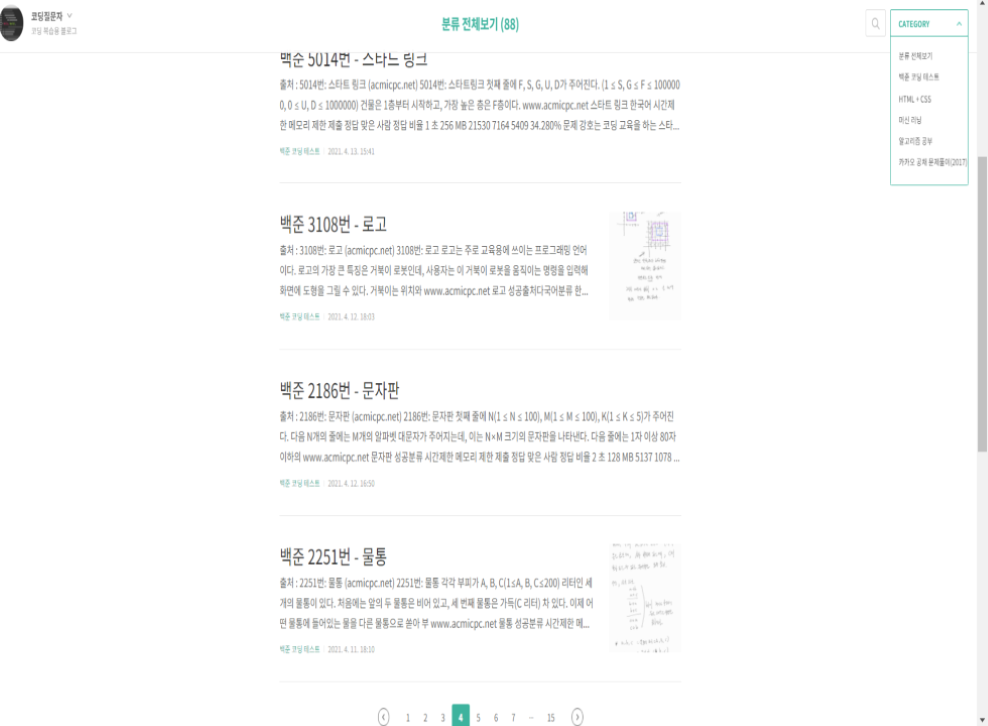 코딩질문자
코딩 학습용 블로그
분류 전체보기 (88)
CATEGORY
분류 전체보기
백준 코딩 테스트
HTML + CSS
머신 러닝
알고리즘 공부
카카오 공채 문제풀이(2017)
백준 5014번 - 스타트 링크
출처 : 5014번: 스타트 링크 (acmicpc.net) 5014번: 스타트링크 첫째 줄에 F, S, G, U, D가 주어진다. (1 ≤ S, G ≤ F ≤ 100000
0, 0 ≤ U, D ≤ 1000000) 건물은 1층부터 시작하고, 가장 높은 층은 F층이다. www.acmicpc.net 스타트 링크 한국어 시간제
한 메모리 제한 제출 정답 맞은 사람 정답 비율 1 초 256 MB 21530 7164 5409 34.280% 문제 강호는 코딩 교육을 하는 스타...
백준 코딩 테스트 2021. 4. 13. 15:41
백준 3108번 - 로고
출처 : 3108번: 로고 (acmicpc.net) 3108번: 로고 로고는 주로 교육용에 쓰이는 프로그래밍 언어
이다. 로고의 가장 큰 특징은 거북이 로봇인데, 사용자는 이 거북이 로봇을 움직이는 명령을 입력해
화면에 도형을 그릴 수 있다. 거북이는 위치와 www.acmicpc.net 로고 성공출처다국어분류 한...
백준 코딩 테스트 2021. 4. 12. 18:03
백준 2186번 - 문자판
출처 : 2186번: 문자판 (acmicpc.net) 2186번: 문자판 첫째 줄에 N(1 ≤ N ≤ 100), M(1 ≤ M ≤ 100), K(1 ≤ K ≤ 5)가 주어진
다. 다음 N개의 줄에는 M개의 알파벳 대문자가 주어지는데, 이는 N×M 크기의 문자판을 나타낸다. 다음 줄에는 1자 이상 80자
이하의 www.acmicpc.net 문자판 성공분류 시간제한 메모리 제한 제출 정답 맞은 사람 정답 비율 2 초 128 MB 5137 1078 ...
백준 코딩 테스트 2021. 4. 12. 16:50
백준 2251번 - 물통
출처 : 2251번: 물통 (acmicpc.net) 2251번: 물통 각각 부피가 A, B, C(1≤A, B, C≤200) 리터인 세
개의 물통이 있다. 처음에는 앞의 두 물통은 비어 있고, 세 번째 물통은 가득(C 리터) 차 있다. 이제 어
떤 물통에 들어있는 물을 다른 물통으로 쏟아 부 www.acmicpc.net 물통 성공분류 시간제한 메...
백준 코딩 테스트 2021. 4. 11. 18:10
1 2 3 4 5 6 7 ··· 15